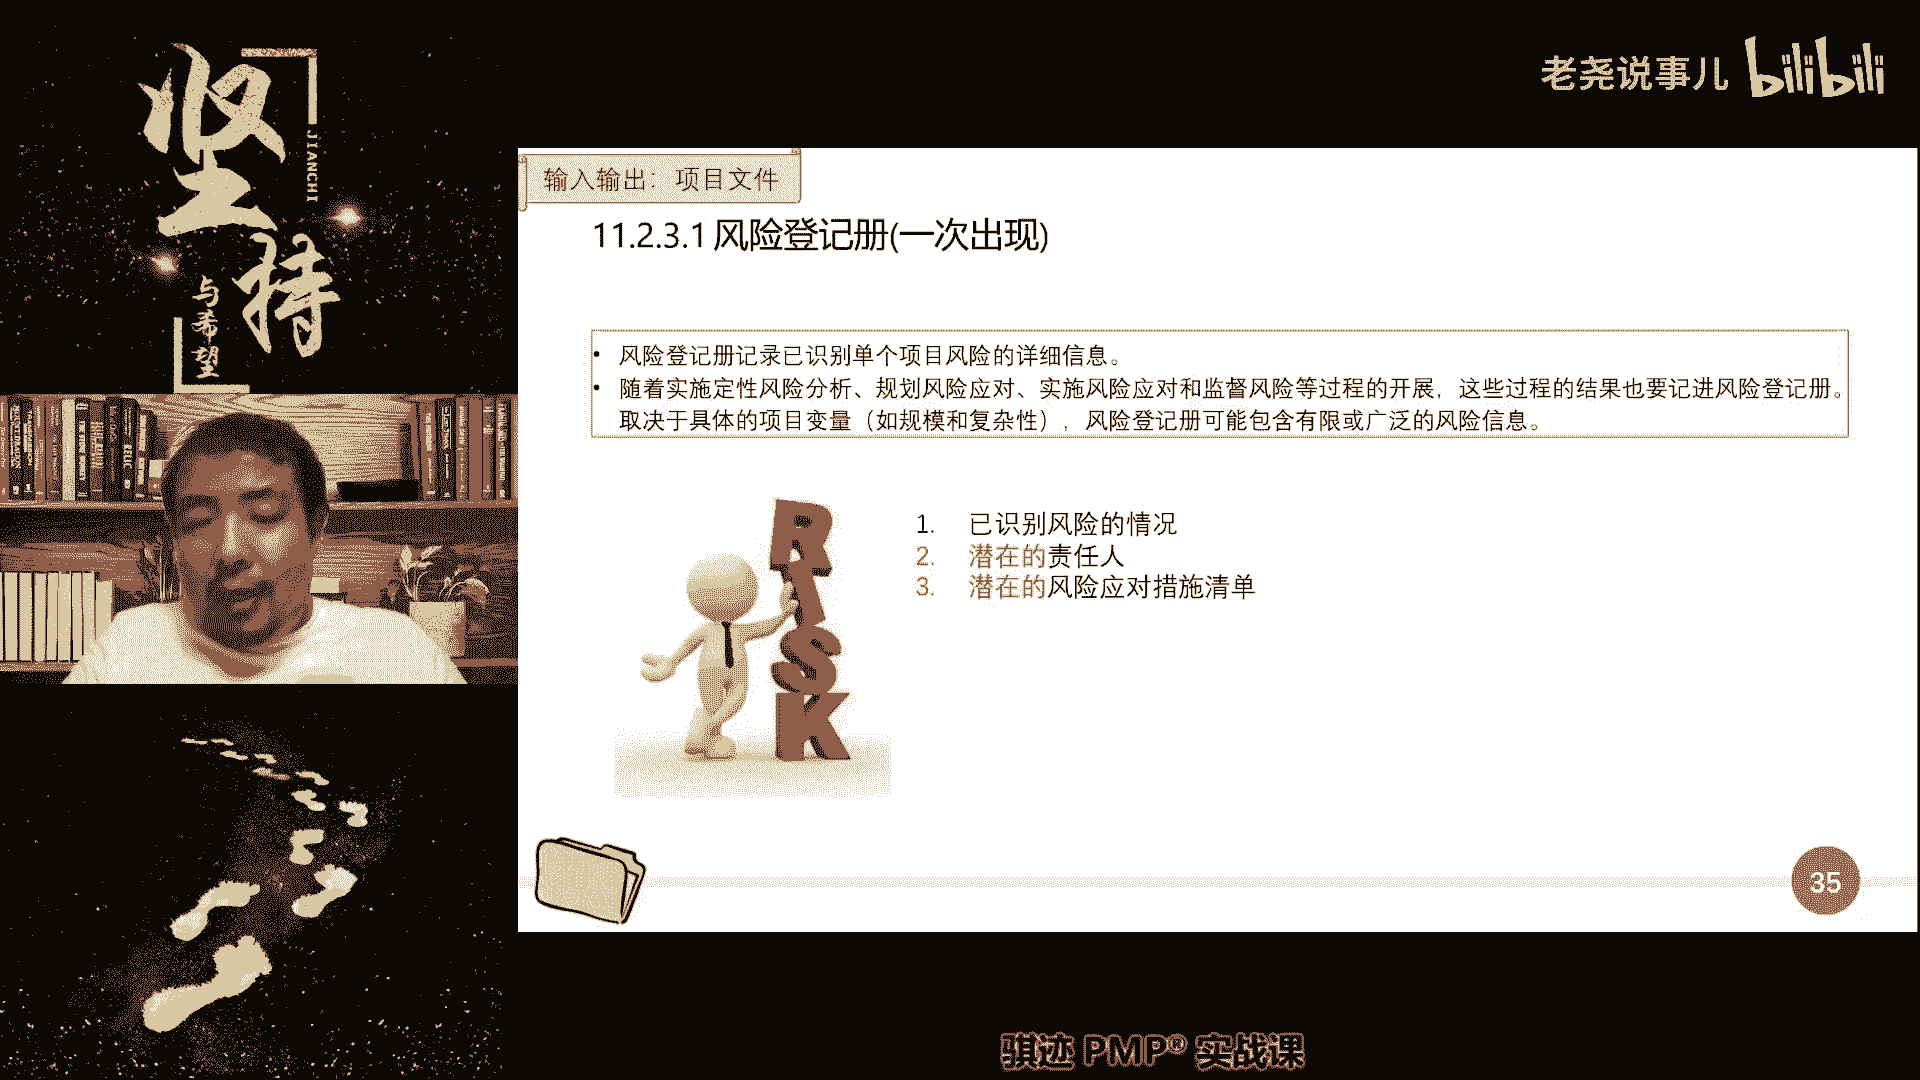 坚持
JIANCHI
与希望
老尧说事儿 bilibili
输入输出：项目文件
11.2.3.1 风险登记册(一次出现)
• 风险登记册记录已识别单个项目风险的详细信息。
• 随着实施定性风险分析、规划风险应对、实施风险应对和监督风险等过程的开展，这些过程的结果也要记进风险登记册。
取决于具体的项目变量（如规模和复杂性），风险登记册可能包含有限或广泛的风险信息。
1. 已识别风险的情况
2. 潜在的责任人
3. 潜在的风险应对措施清单
RISK
35
骐迹 PMP® 实战课